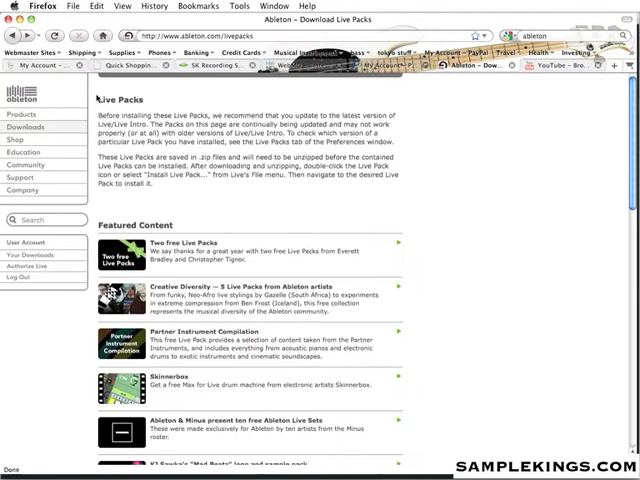 Firefox File Edit View History Bookmarks Tools Window Help
Ableton – Download Live Packs
http://www.ableton.com/livepacks
ableton
Webmaster Sites Shipping Supplies Photo Banking Credit Cards Musical Instruments bass tokyo stuff My Account – PayPal Travel Health Investing
My Account – ... Quick Shoppin... SK Recording S... My Account – P... Ableton – Dow... YouTube – Bro...
ableton
Products
Downloads
Shop
Education
Community
Support
Company
Search
User Account
Your Downloads
Authorize Live
Log Out
Live Packs
Before installing these Live Packs, we recommend that you update to the latest version of
Live/Live Intro. The Packs on this page are continually being updated and may not work
properly (or at all) with older versions of Live/Live Intro. To check which version of a
particular Live Pack you have installed, see the Live Packs tab of the Preferences window.
These Live Packs are saved in .zip files and will need to be unzipped before the contained
Live Packs can be installed. After downloading and unzipping, double-click the Live Pack
icon or select "Install Live Pack..." from Live's File menu. Then navigate to the desired Live
Pack to install it.
Featured Content
Two free
Live Packs
Two free Live Packs
We say thanks for a great year with two free Live Packs from Everett
Bradley and Christopher Tignor.
Creative Diversity — 5 Live Packs from Ableton artists
From funky, Neo-Afro live stylings by Gazelle (South Africa) to experiments
in extreme compression from Ben Frost (Iceland), this free collection
represents the musical diversity of the Ableton community.
Partner
Instrument
Compilation
Partner Instrument Compilation
This free Live Pack provides a selection of content taken from the Partner
Instruments, and includes everything from acoustic pianos and electronic
drums to exotic instruments and cinematic soundscapes.
Skinnerbox
Get a free Max for Live drum machine from electronic artists Skinnerbox.
Ableton & Minus present ten free Ableton Live Sets
These were made exclusively for Ableton by ten artists from the Minus
roster.
KJ Sawka's "Mad Beatz" loop and sample pack
Done
SAMPLEKINGS.COM